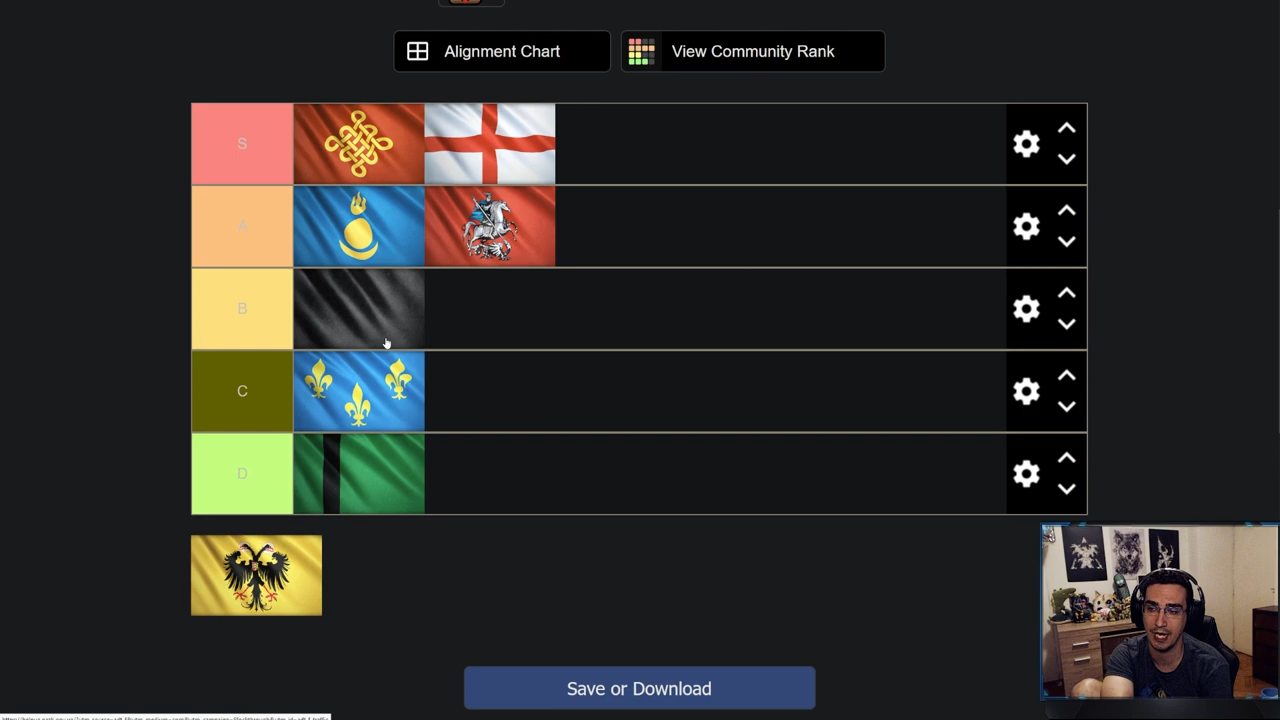 Alignment Chart
View Community Rank
S
A
B
C
D
Save or Download